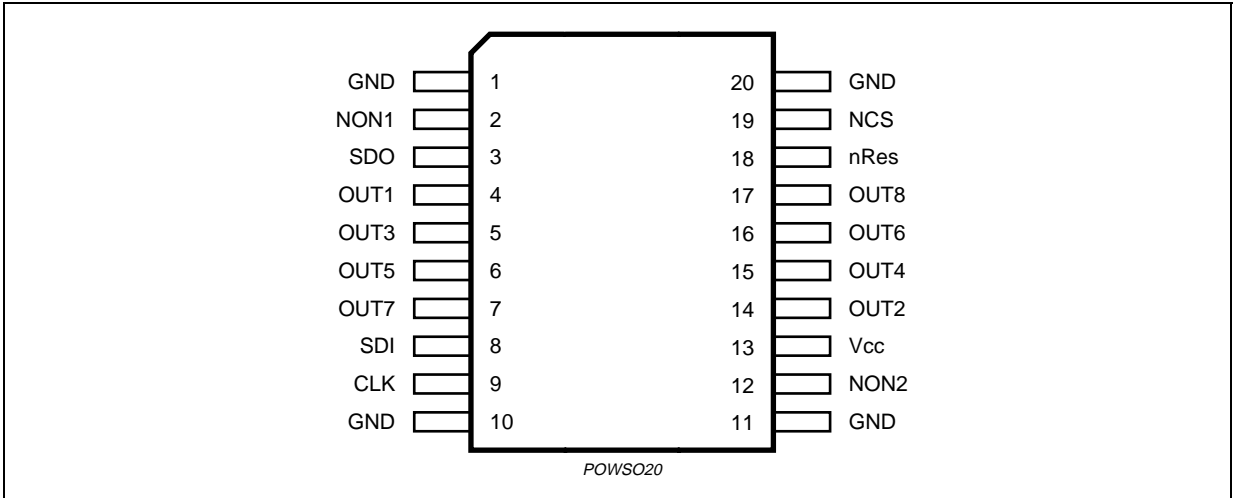 GND 1 20 GND
NON1 2 19 NCS
SDO 3 18 nRes
OUT1 4 17 OUT8
OUT3 5 16 OUT6
OUT5 6 15 OUT4
OUT7 7 14 OUT2
SDI 8 13 Vcc
CLK 9 12 NON2
GND 10 11 GND
POWSO20